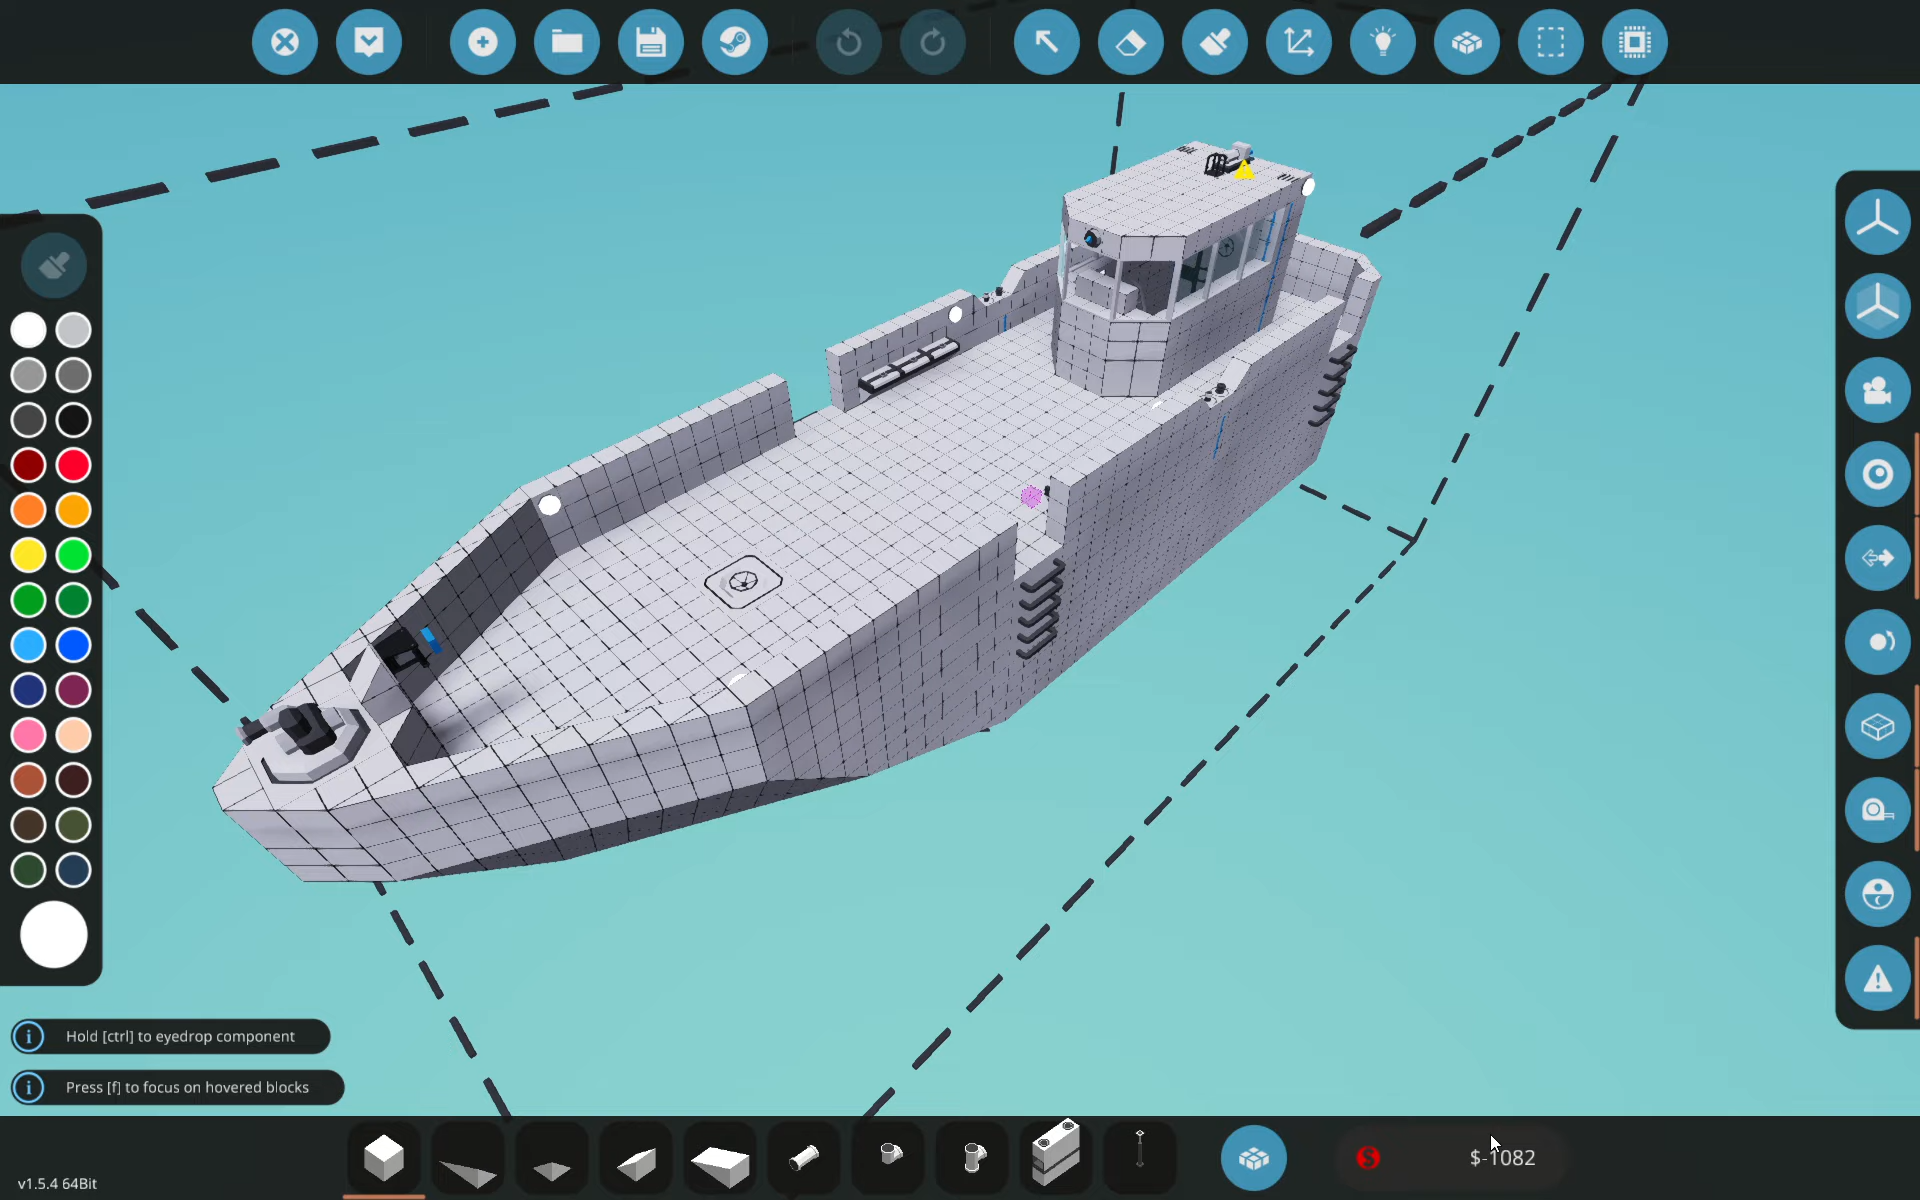 Hold [ctrl] to eyedrop component
Press [f] to focus on hovered blocks
v1.5.4 64Bit
$-1082